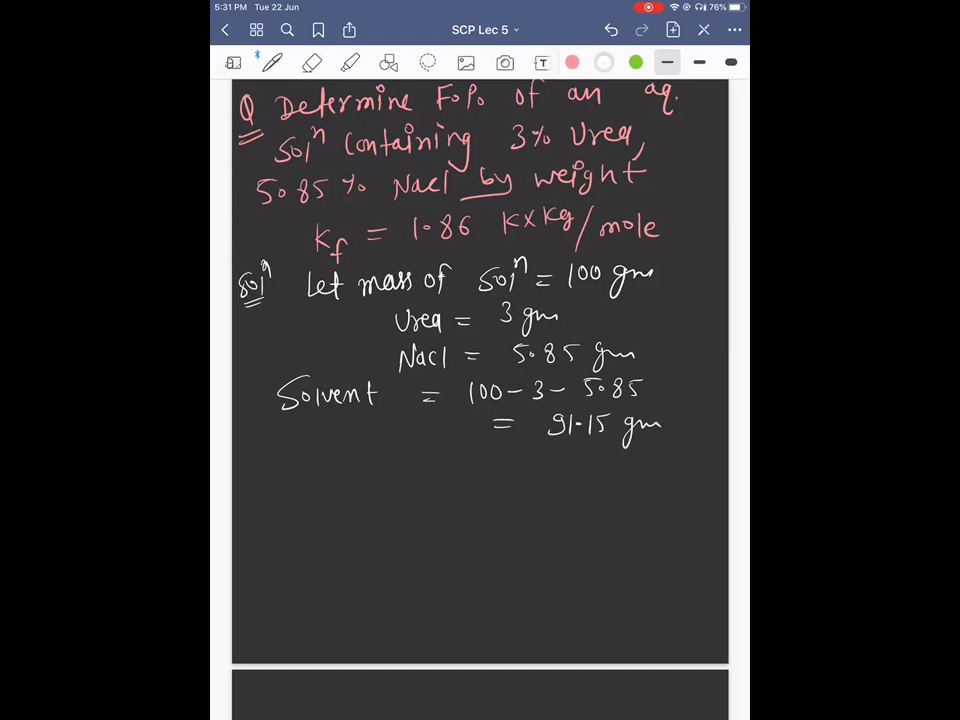 5:31 PM Tue 22 Jun 76%
SCP Lec 5
Q Determine F.P. of an aq.
solⁿ containing 3% Urea,
5.85% Nacl by weight
Kf = 1.86 K×Kg/mole
Solⁿ Let mass of solⁿ = 100 gm
Urea = 3 gm
Nacl = 5.85 gm
Solvent = 100 - 3 - 5.85
= 91.15 gm